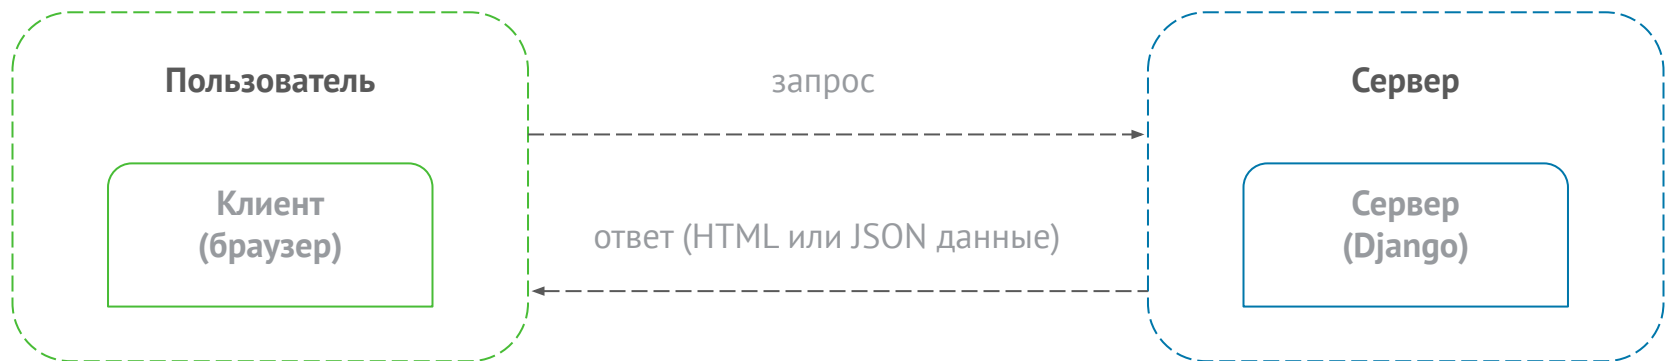 Пользователь
Клиент
(браузер)
запрос
ответ (HTML или JSON данные)
Сервер
Сервер
(Django)